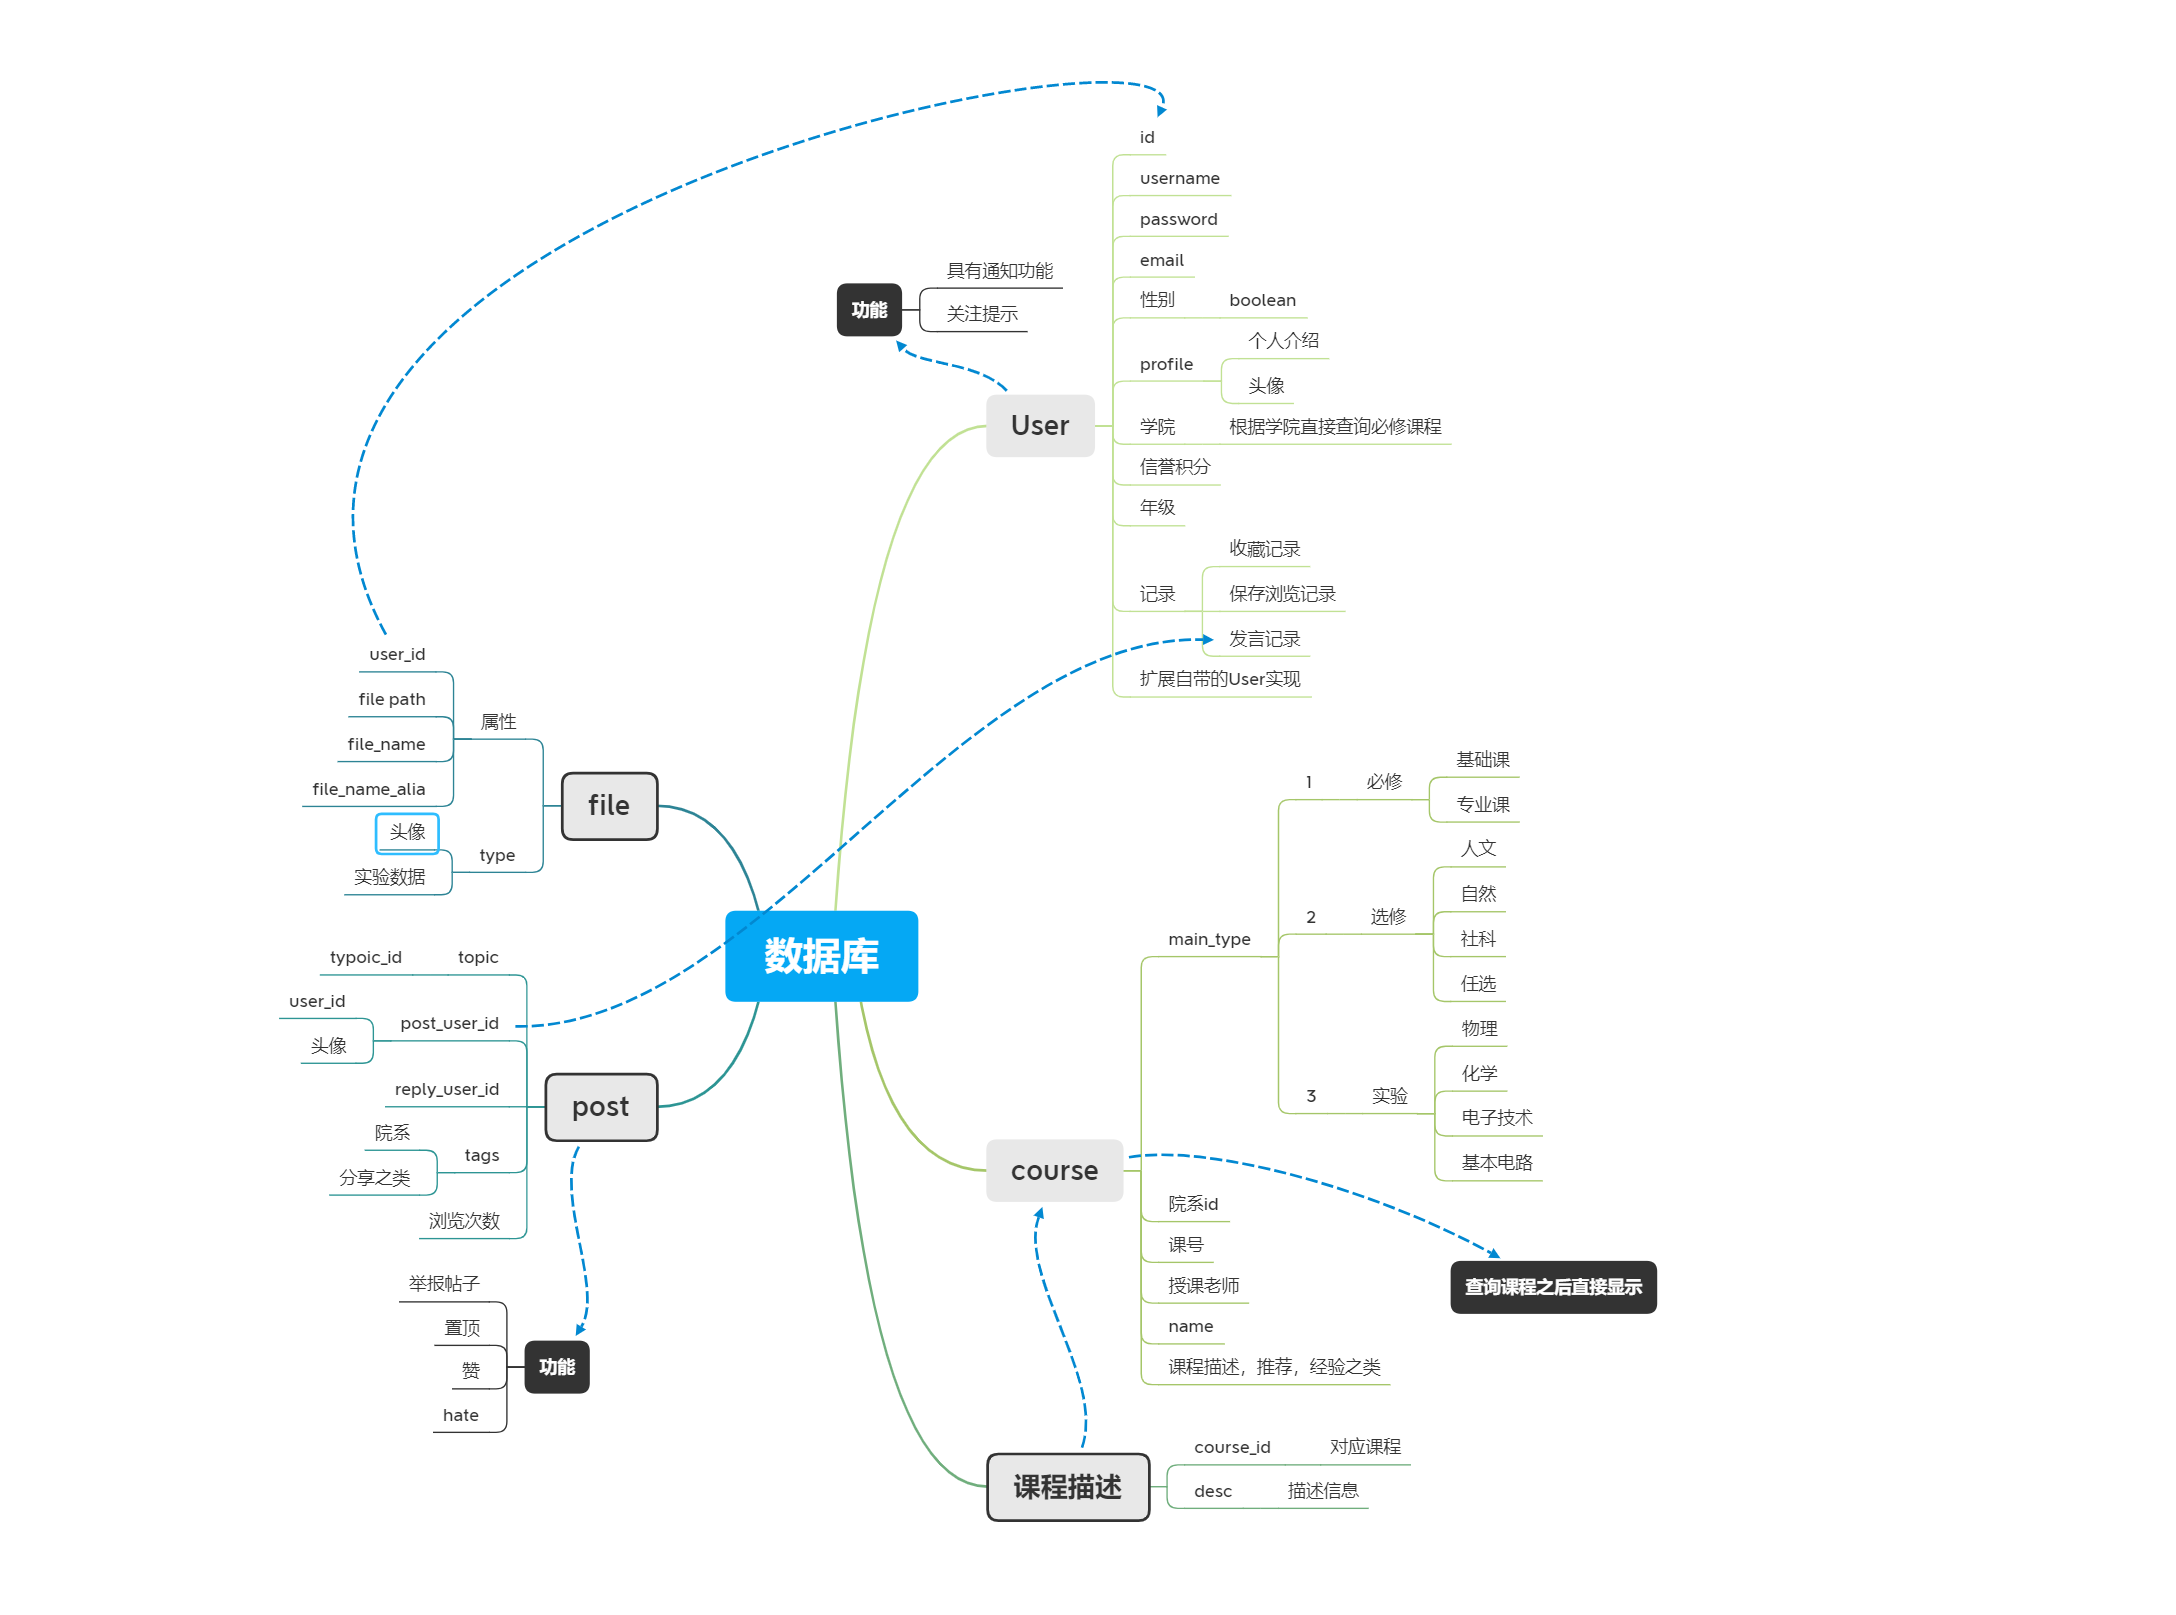 id
username
password
email
性别 boolean
profile
个人介绍
头像
学院 根据学院直接查询必修课程
信誉积分
年级
记录
收藏记录
保存浏览记录
发言记录
扩展自带的User实现
User
功能
具有通知功能
关注提示
file
属性
user_id
file path
file_name
file_name_alia
type
头像
实验数据
数据库
post
topic
typoic_id
post_user_id
user_id
头像
reply_user_id
tags
院系
分享之类
浏览次数
功能
举报帖子
置顶
赞
hate
course
main_type
1 必修
基础课
专业课
2 选修
人文
自然
社科
任选
3 实验
物理
化学
电子技术
基本电路
院系id
课号
授课老师
name
课程描述，推荐，经验之类
查询课程之后直接显示
课程描述
course_id 对应课程
desc 描述信息